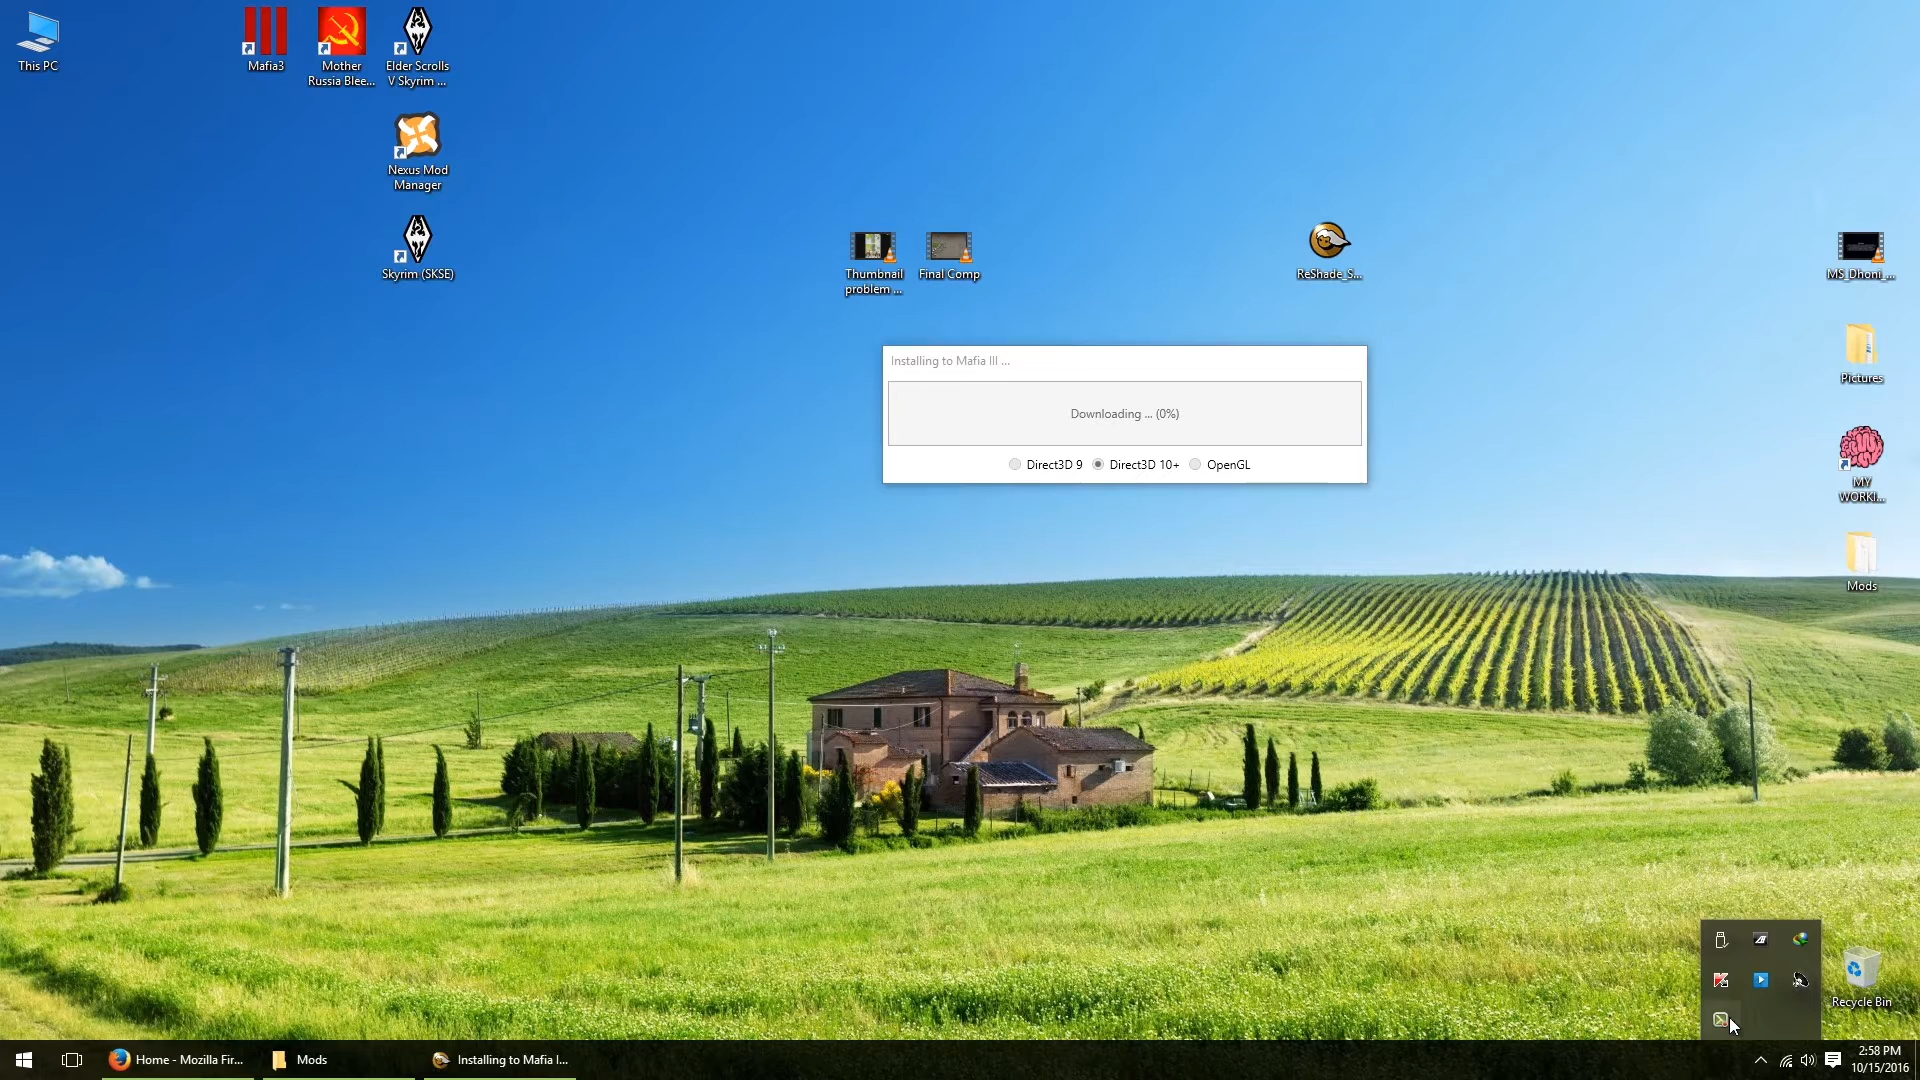 This PC
Mafia3
Mother
Russia Blee...
Elder Scrolls
V Skyrim ...
Nexus Mod
Manager
Skyrim (SKSE)
Thumbnail
problem ...
Final Comp
ReShade_S...
MS_Dhoni_...
Pictures
MY
WORKI...
Mods
Installing to Mafia III ...
Downloading ... (0%)
Direct3D 9
Direct3D 10+
OpenGL
Recycle Bin
Home - Mozilla Fir...
Mods
Installing to Mafia I...
2:58 PM
10/15/2016